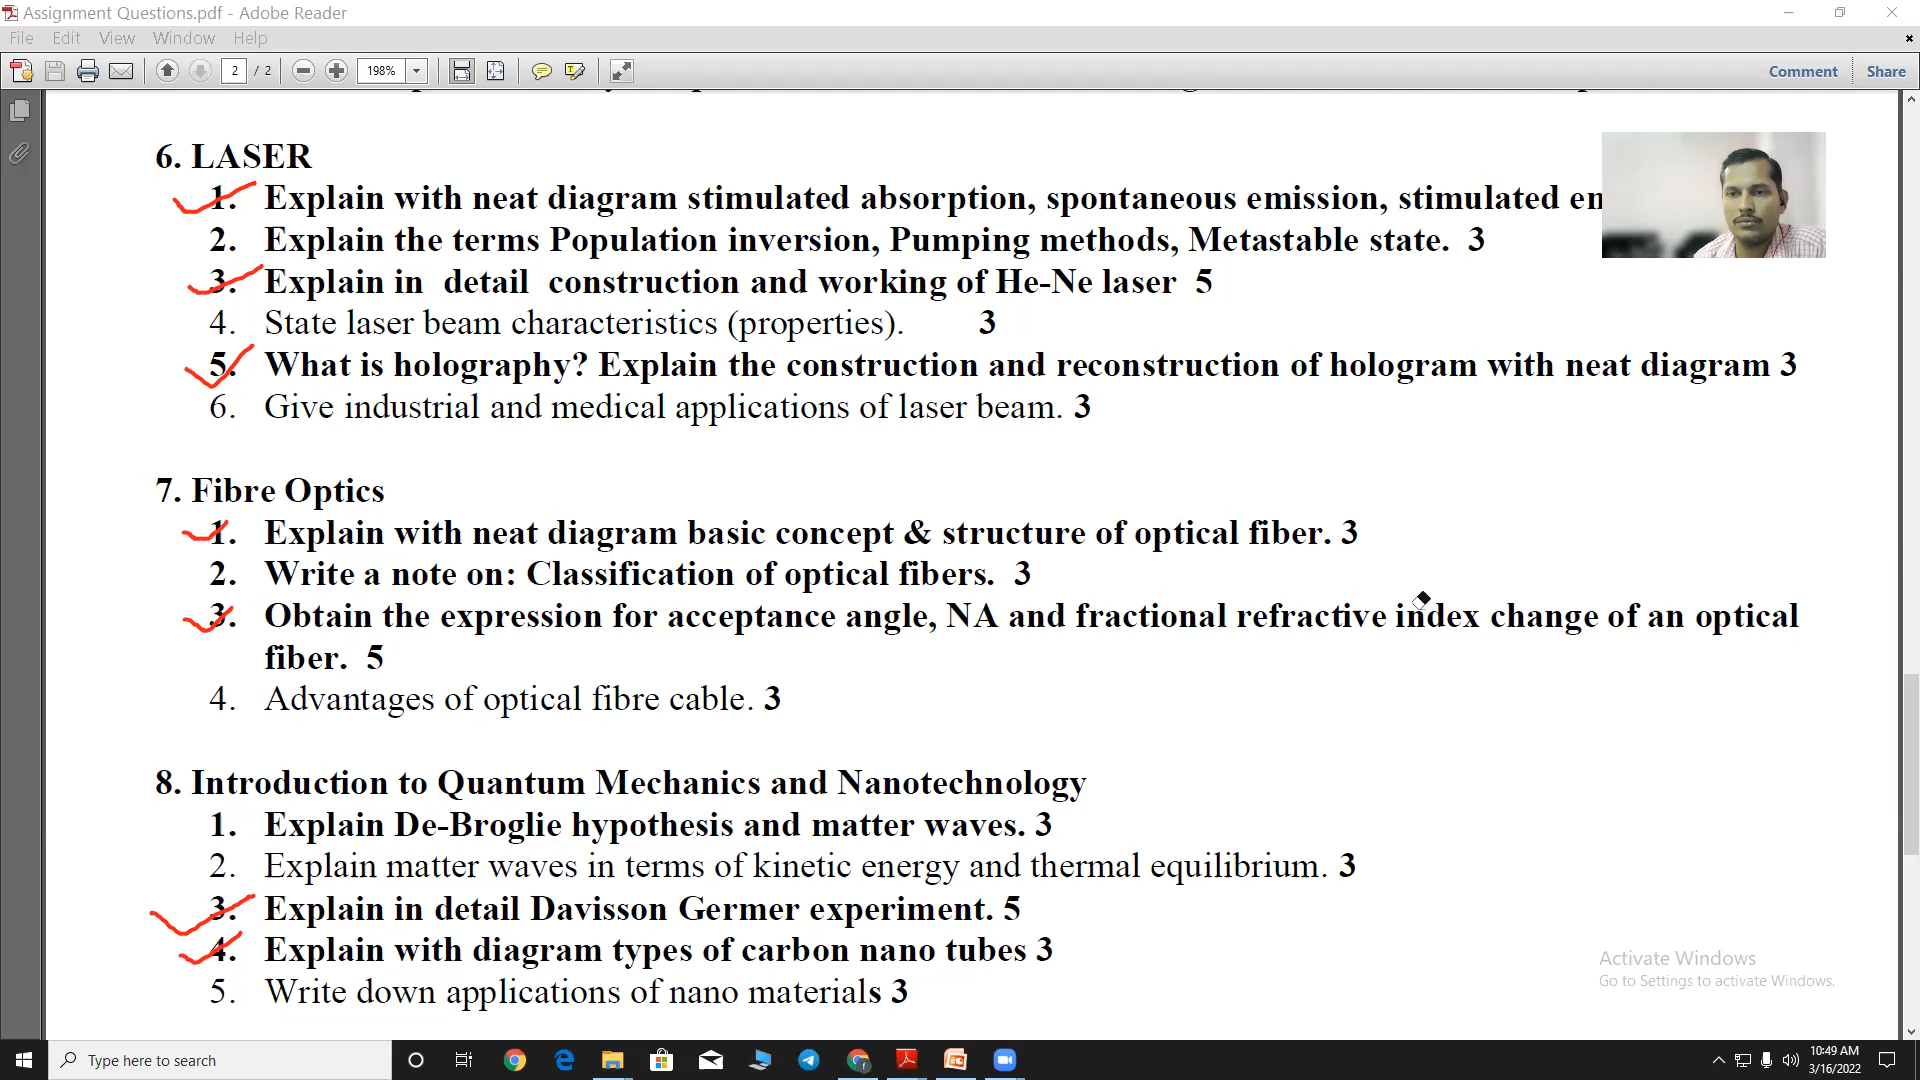 Assignment Questions.pdf - Adobe Reader
File Edit View Window Help
2 / 2 198% Comment Share
6. LASER
1. Explain with neat diagram stimulated absorption, spontaneous emission, stimulated
2. Explain the terms Population inversion, Pumping methods, Metastable state. 3
3. Explain in detail construction and working of He-Ne laser 5
4. State laser beam characteristics (properties). 3
5. What is holography? Explain the construction and reconstruction of hologram with neat diagram 3
6. Give industrial and medical applications of laser beam. 3
7. Fibre Optics
1. Explain with neat diagram basic concept & structure of optical fiber. 3
2. Write a note on: Classification of optical fibers. 3
3. Obtain the expression for acceptance angle, NA and fractional refractive index change of an optical
fiber. 5
4. Advantages of optical fibre cable. 3
8. Introduction to Quantum Mechanics and Nanotechnology
1. Explain De-Broglie hypothesis and matter waves. 3
2. Explain matter waves in terms of kinetic energy and thermal equilibrium. 3
3. Explain in detail Davisson Germer experiment. 5
4. Explain with diagram types of carbon nano tubes 3
5. Write down applications of nano materials 3
Activate Windows
Go to Settings to activate Windows.
Type here to search
10:49 AM
3/16/2022